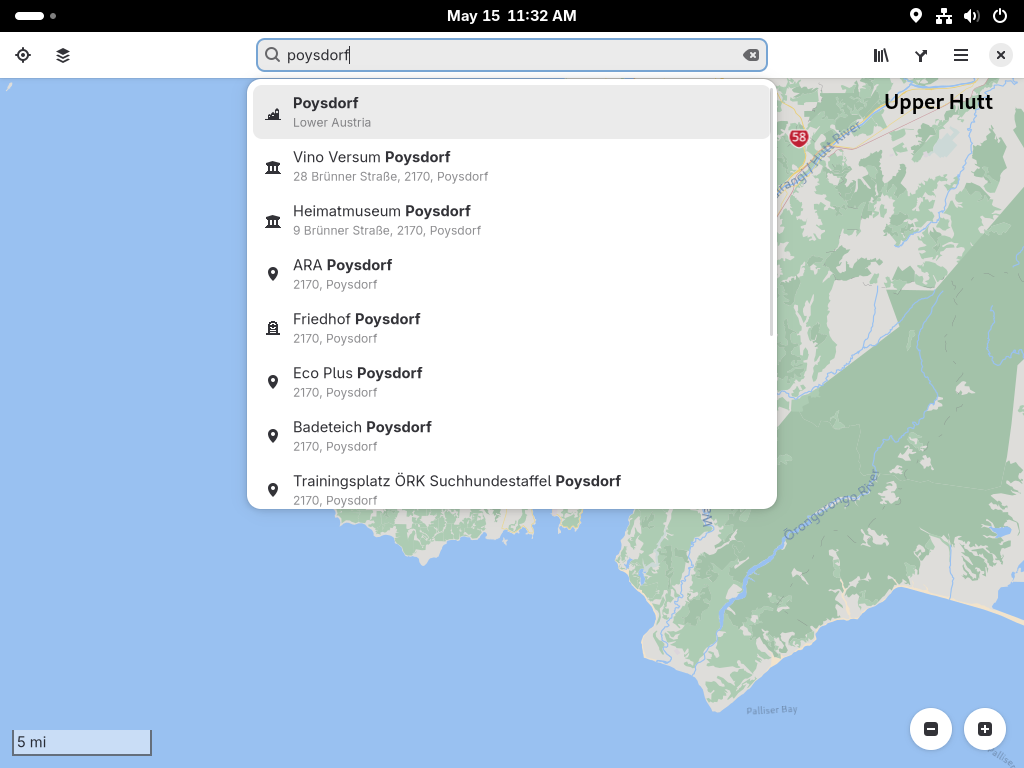 May 15 11:32 AM
poysdorf
Poysdorf
Lower Austria
Vino Versum Poysdorf
28 Brünner Straße, 2170, Poysdorf
Heimatmuseum Poysdorf
9 Brünner Straße, 2170, Poysdorf
ARA Poysdorf
2170, Poysdorf
Friedhof Poysdorf
2170, Poysdorf
Eco Plus Poysdorf
2170, Poysdorf
Badeteich Poysdorf
2170, Poysdorf
Trainingsplatz ÖRK Suchhundestaffel Poysdorf
2170, Poysdorf
Upper Hutt
58
/ Hutt River
Ōrongorongo River
Palliser Bay
5 mi